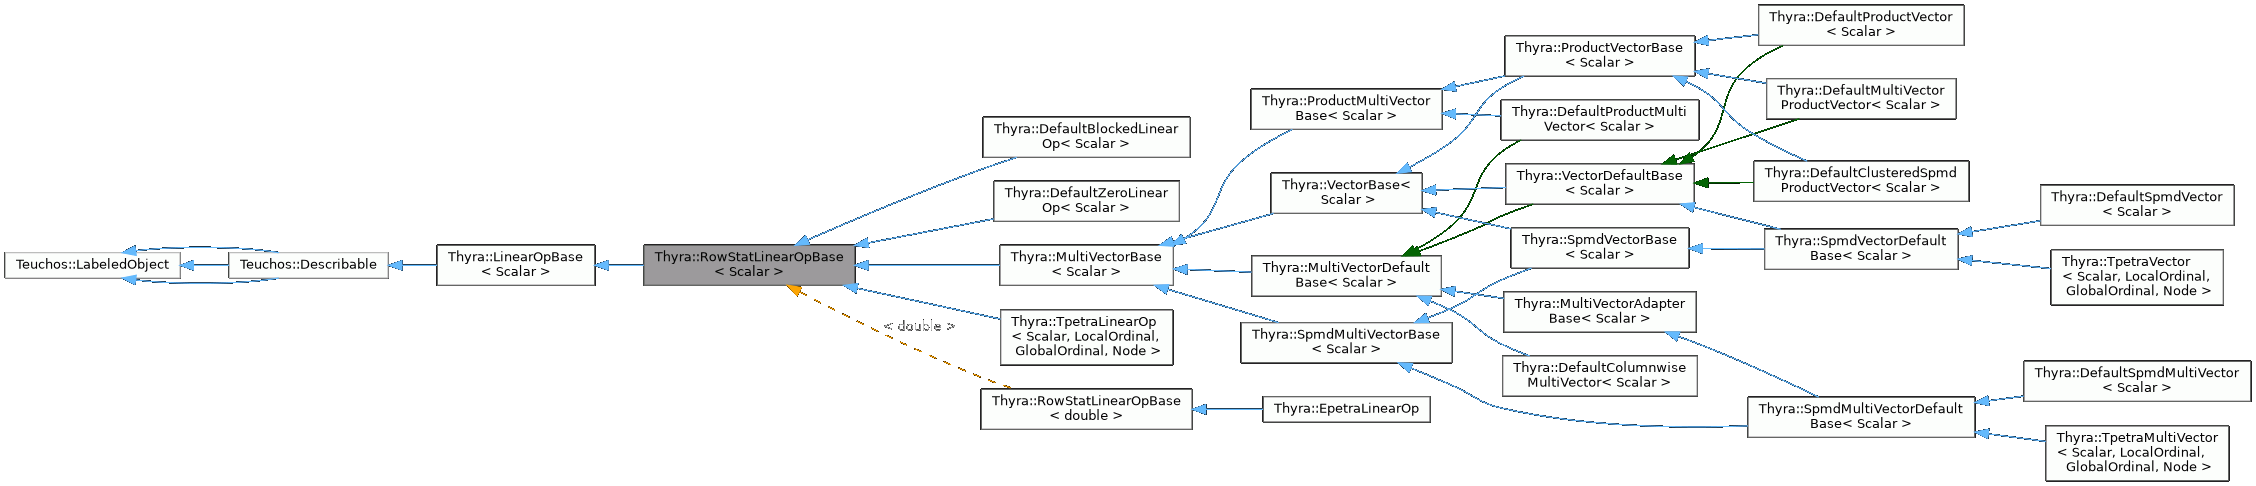 Teuchos::LabeledObject
Teuchos::Describable
Thyra::LinearOpBase
< Scalar >
Thyra::RowStatLinearOpBase
< Scalar >
Thyra::DefaultBlockedLinear
Op< Scalar >
Thyra::DefaultZeroLinear
Op< Scalar >
Thyra::MultiVectorBase
< Scalar >
Thyra::TpetraLinearOp
< Scalar, LocalOrdinal,
GlobalOrdinal, Node >
< double >
Thyra::RowStatLinearOpBase
< double >
Thyra::EpetraLinearOp
Thyra::ProductMultiVector
Base< Scalar >
Thyra::VectorBase<
Scalar >
Thyra::MultiVectorDefault
Base< Scalar >
Thyra::SpmdMultiVectorBase
< Scalar >
Thyra::ProductVectorBase
< Scalar >
Thyra::DefaultProductMulti
Vector< Scalar >
Thyra::VectorDefaultBase
< Scalar >
Thyra::SpmdVectorBase
< Scalar >
Thyra::MultiVectorAdapter
Base< Scalar >
Thyra::DefaultColumnwise
MultiVector< Scalar >
Thyra::DefaultProductVector
< Scalar >
Thyra::DefaultMultiVector
ProductVector< Scalar >
Thyra::DefaultClusteredSpmd
ProductVector< Scalar >
Thyra::SpmdVectorDefault
Base< Scalar >
Thyra::SpmdMultiVectorDefault
Base< Scalar >
Thyra::DefaultSpmdVector
< Scalar >
Thyra::TpetraVector
< Scalar, LocalOrdinal,
GlobalOrdinal, Node >
Thyra::DefaultSpmdMultiVector
< Scalar >
Thyra::TpetraMultiVector
< Scalar, LocalOrdinal,
GlobalOrdinal, Node >